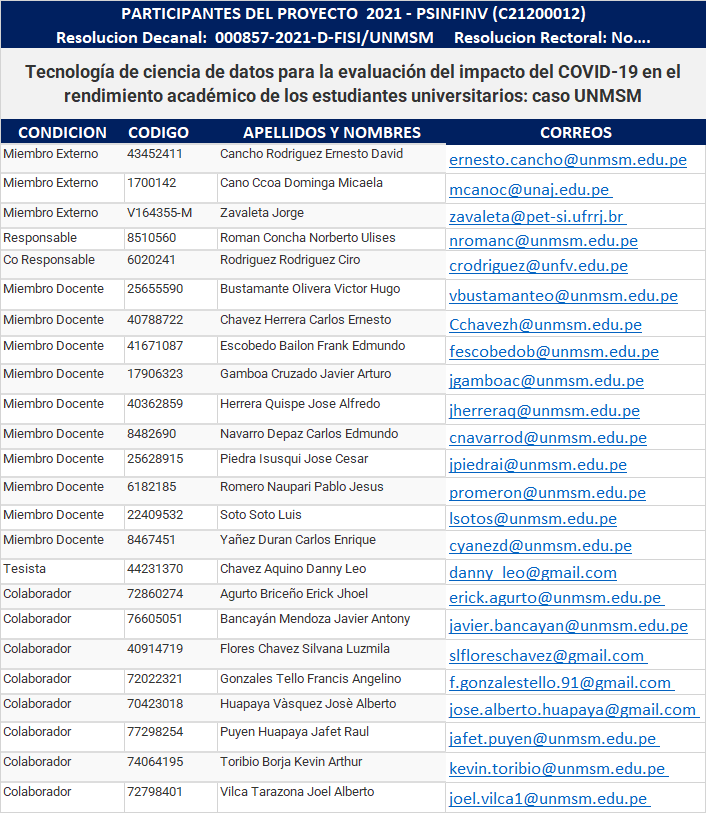 PARTICIPANTES DEL PROYECTO 2021 - PSINFINV (C21200012)
Resolucion Decanal: 000857-2021-D-FISI/UNMSM Resolucion Rectoral: No....
Tecnología de ciencia de datos para la evaluación del impacto del COVID-19 en el
rendimiento académico de los estudiantes universitarios: caso UNMSM
CONDICION CODIGO APELLIDOS Y NOMBRES CORREOS
Miembro Externo 43452411 Cancho Rodriguez Ernesto David ernesto.cancho@unmsm.edu.pe
Miembro Externo 1700142 Cano Ccoa Dominga Micaela mcanoc@unaj.edu.pe
Miembro Externo V164355-M Zavaleta Jorge zavaleta@pet-si.ufrrj.br
Responsable 8510560 Roman Concha Norberto Ulises nromanc@unmsm.edu.pe
Co Responsable 6020241 Rodriguez Rodriguez Ciro crodriguez@unfv.edu.pe
Miembro Docente 25655590 Bustamante Olivera Victor Hugo vbustamanteo@unmsm.edu.pe
Miembro Docente 40788722 Chavez Herrera Carlos Ernesto Cchavezh@unmsm.edu.pe
Miembro Docente 41671087 Escobedo Bailon Frank Edmundo fescobedob@unmsm.edu.pe
Miembro Docente 17906323 Gamboa Cruzado Javier Arturo jgamboac@unmsm.edu.pe
Miembro Docente 40362859 Herrera Quispe Jose Alfredo jherreraq@unmsm.edu.pe
Miembro Docente 8482690 Navarro Depaz Carlos Edmundo cnavarrod@unmsm.edu.pe
Miembro Docente 25628915 Piedra Isusqui Jose Cesar jpiedrai@unmsm.edu.pe
Miembro Docente 6182185 Romero Naupari Pablo Jesus promeron@unmsm.edu.pe
Miembro Docente 22409532 Soto Soto Luis lsotos@unmsm.edu.pe
Miembro Docente 8467451 Yañez Duran Carlos Enrique cyanezd@unmsm.edu.pe
Tesista 44231370 Chavez Aquino Danny Leo danny_leo@gmail.com
Colaborador 72860274 Agurto Briceño Erick Jhoel erick.agurto@unmsm.edu.pe
Colaborador 76605051 Bancayán Mendoza Javier Antony javier.bancayan@unmsm.edu.pe
Colaborador 40914719 Flores Chavez Silvana Luzmila slfloreschavez@gmail.com
Colaborador 72022321 Gonzales Tello Francis Angelino f.gonzalestello.91@gmail.com
Colaborador 70423018 Huapaya Vàsquez Josè Alberto jose.alberto.huapaya@gmail.com
Colaborador 77298254 Puyen Huapaya Jafet Raul jafet.puyen@unmsm.edu.pe
Colaborador 74064195 Toribio Borja Kevin Arthur kevin.toribio@unmsm.edu.pe
Colaborador 72798401 Vilca Tarazona Joel Alberto joel.vilca1@unmsm.edu.pe